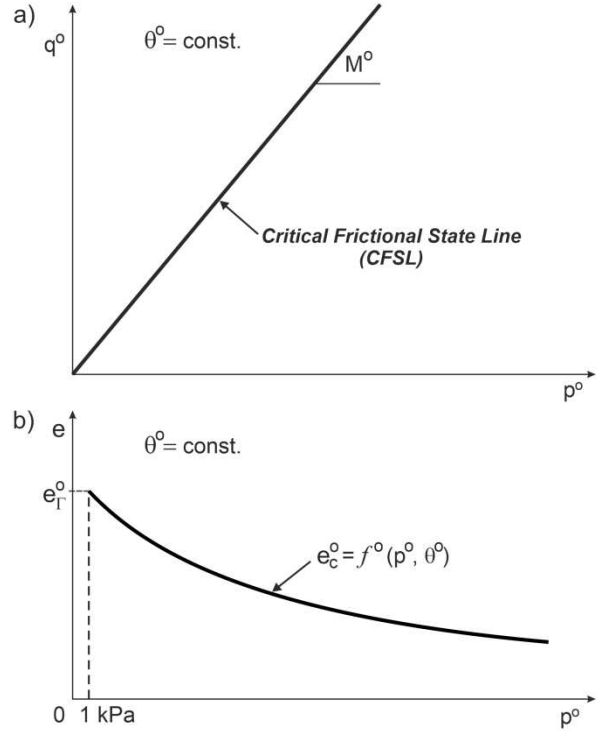 a)
q°
θ° = const.
M°
Critical Frictional State Line
(CFSL)
p°
b)
e
θ° = const.
e°Γ
e°c = f°(p°, θ°)
0 1 kPa
p°